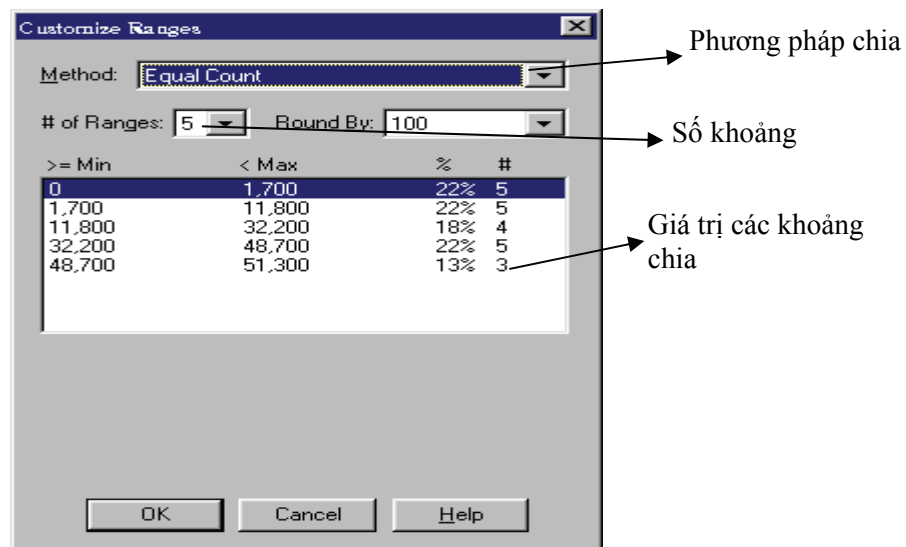 Customize Ranges
Phương pháp chia
Method: Equal Count
# of Ranges: 5 Round By: 100
Số khoảng
>= Min < Max % #
0 1,700 22% 5
1,700 11,800 22% 5
11,800 32,200 18% 4
32,200 48,700 22% 5
48,700 51,300 13% 3
Giá trị các khoảng
chia
OK Cancel Help